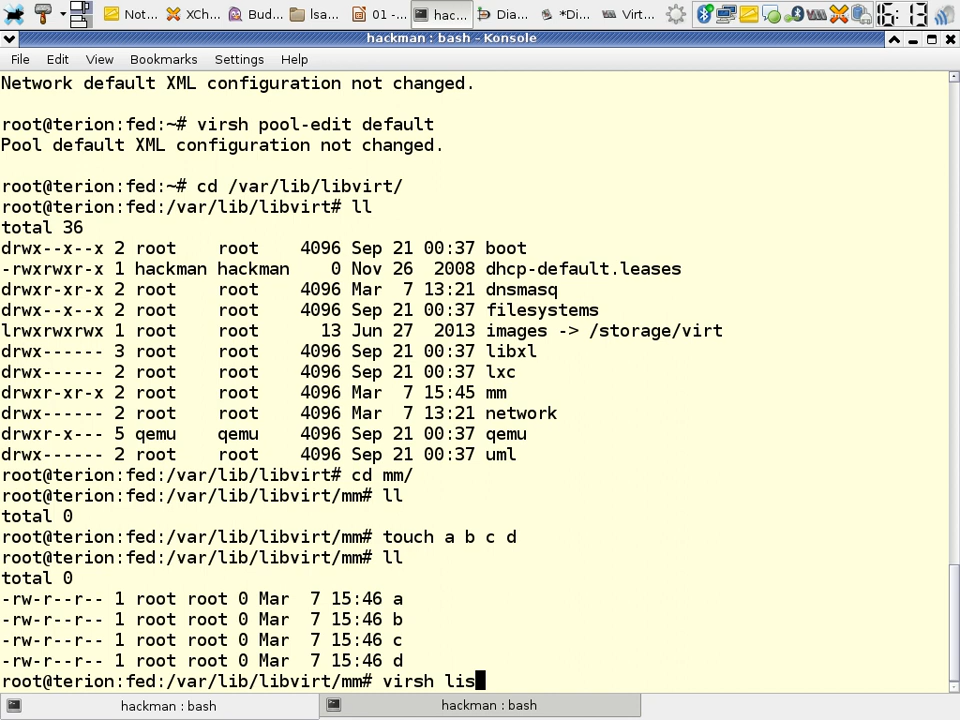 Not... XCh... Bud... lsa... 01 -... hac... Dia... *Di... Virt... 16:13
hackman : bash - Konsole
File Edit View Bookmarks Settings Help
Network default XML configuration not changed.
root@terion:fed:~# virsh pool-edit default
Pool default XML configuration not changed.
root@terion:fed:~# cd /var/lib/libvirt/
root@terion:fed:/var/lib/libvirt# ll
total 36
drwx--x--x 2 root    root    4096 Sep 21 00:37 boot
-rwxrwxr-x 1 hackman hackman    0 Nov 26  2008 dhcp-default.leases
drwxr-xr-x 2 root    root    4096 Mar  7 13:21 dnsmasq
drwx--x--x 2 root    root    4096 Sep 21 00:37 filesystems
lrwxrwxrwx 1 root    root      13 Jun 27  2013 images -> /storage/virt
drwx------ 3 root    root    4096 Sep 21 00:37 libxl
drwx------ 2 root    root    4096 Sep 21 00:37 lxc
drwxr-xr-x 2 root    root    4096 Mar  7 15:45 mm
drwx------ 2 root    root    4096 Mar  7 13:21 network
drwxr-x--- 5 qemu    qemu    4096 Sep 21 00:37 qemu
drwx------ 2 root    root    4096 Sep 21 00:37 uml
root@terion:fed:/var/lib/libvirt# cd mm/
root@terion:fed:/var/lib/libvirt/mm# ll
total 0
root@terion:fed:/var/lib/libvirt/mm# touch a b c d
root@terion:fed:/var/lib/libvirt/mm# ll
total 0
-rw-r--r-- 1 root root 0 Mar  7 15:46 a
-rw-r--r-- 1 root root 0 Mar  7 15:46 b
-rw-r--r-- 1 root root 0 Mar  7 15:46 c
-rw-r--r-- 1 root root 0 Mar  7 15:46 d
root@terion:fed:/var/lib/libvirt/mm# virsh lis
hackman : bash hackman : bash